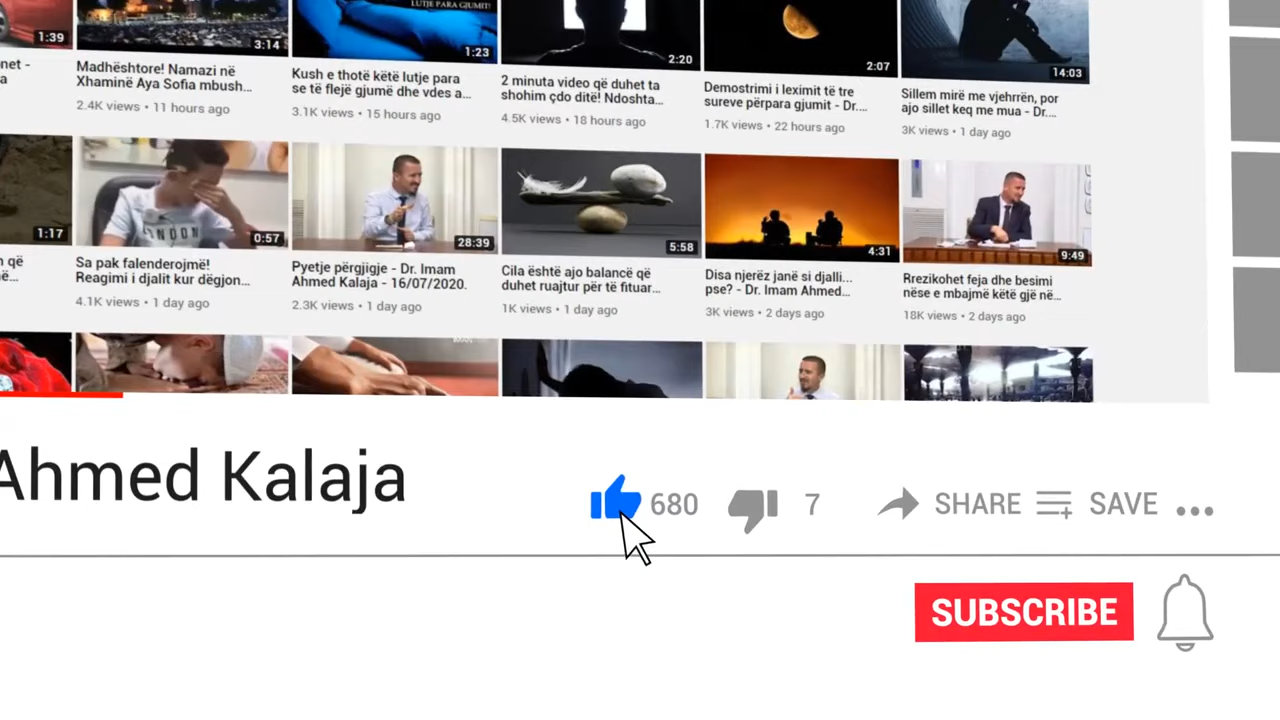 LUTJE PARA GJUMIT!
1:39
3:14
1:23
2:20
2:07
14:03
net -
a
Madhështore! Namazi në
Xhaminë Aya Sofia mbush...
2.4K views • 11 hours ago
Kush e thotë këtë lutje para
se të flejë gjumë dhe vdes a...
3.1K views • 15 hours ago
2 minuta video që duhet ta
shohim çdo ditë! Ndoshta...
4.5K views • 18 hours ago
Demostrimi i leximit të tre
sureve përpara gjumit - Dr....
1.7K views • 22 hours ago
Sillem mirë me vjehrrën, por
ajo sillet keq me mua - Dr....
3K views • 1 day ago
LONDON
1:17
0:57
28:39
5:58
4:31
9:49
që
ë...
Sa pak falenderojmë!
Reagimi i djalit kur dëgjon...
4.1K views • 1 day ago
Pyetje përgjigje - Dr. Imam
Ahmed Kalaja - 16/07/2020.
2.3K views • 1 day ago
Cila është ajo balancë që
duhet ruajtur për të fituar...
1K views • 1 day ago
Disa njerëz janë si djalli...
pse? - Dr. Imam Ahmed...
3K views • 2 days ago
Rrezikohet feja dhe besimi
nëse e mbajmë këtë gjë në...
18K views • 2 days ago
Ahmed Kalaja
680
7
SHARE
SAVE
SUBSCRIBE